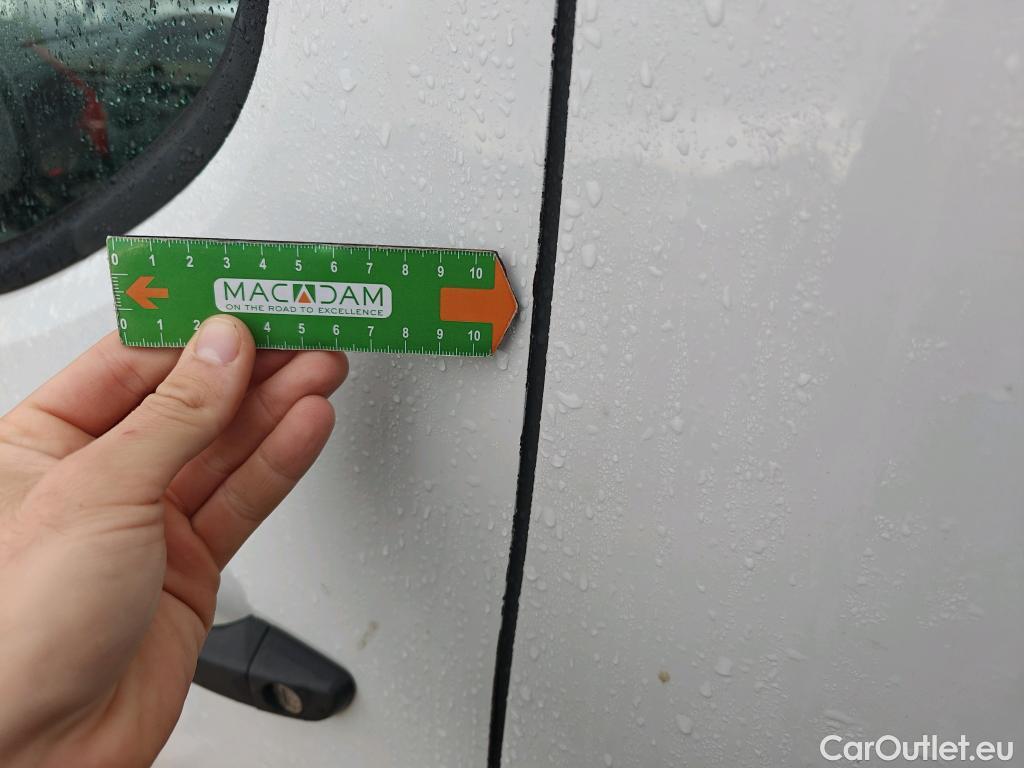 0 1 2 3 4 5 6 7 8 9 10
MACADAM
ON THE ROAD TO EXCELLENCE
0 1 2 3 4 5 6 7 8 9 10
CarOutlet.eu